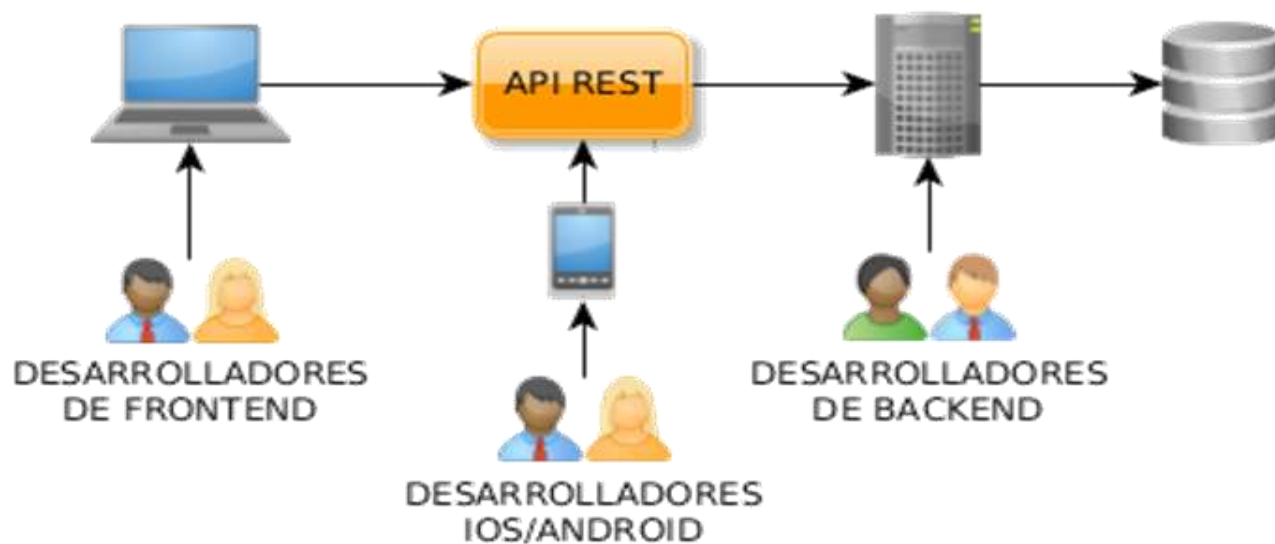 API REST
DESARROLLADORES
DE FRONTEND
DESARROLLADORES
DE BACKEND
DESARROLLADORES
IOS/ANDROID